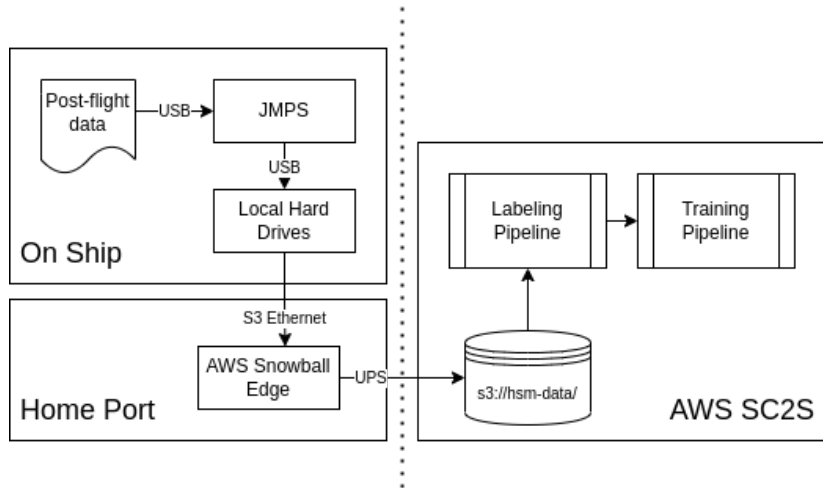 Post-flight
data
USB
JMPS
USB
Local Hard
Drives
On Ship
S3 Ethernet
AWS Snowball
Edge
UPS
Home Port
Labeling
Pipeline
Training
Pipeline
s3://hsm-data/
AWS SC2S